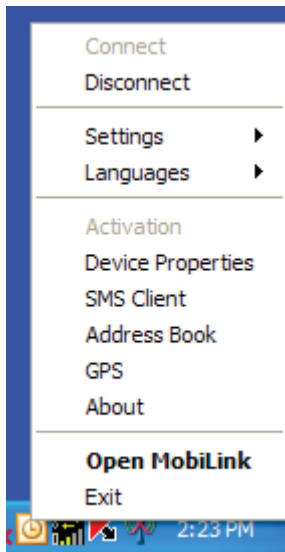 Connect
Disconnect
Settings
Languages
Activation
Device Properties
SMS Client
Address Book
GPS
About
Open MobiLink
Exit
2:23 PM